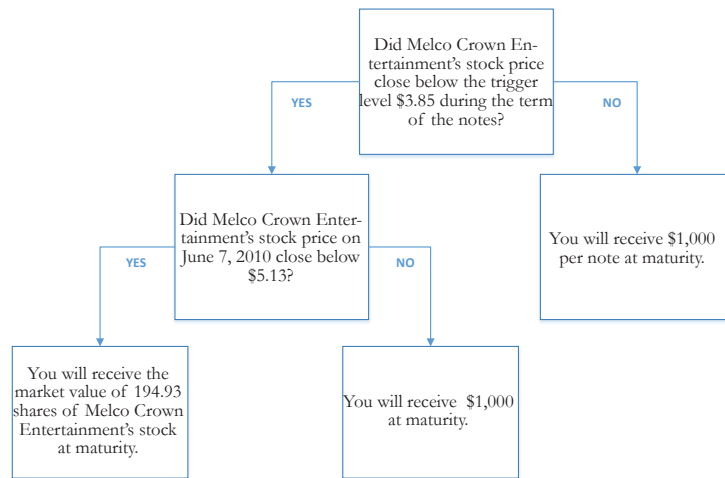 Did Melco Crown En-
tertainment's stock price
close below the trigger
level $3.85 during the term
of the notes?
YES
NO
Did Melco Crown Enter-
tainment's stock price on
June 7, 2010 close below
$5.13?
You will receive $1,000
per note at maturity.
YES
NO
You will receive the
market value of 194.93
shares of Melco Crown
Entertainment's stock
at maturity.
You will receive $1,000
at maturity.